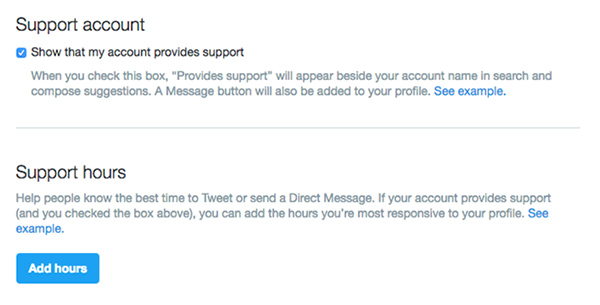 Support account
Show that my account provides support
When you check this box, “Provides support” will appear beside your account name in search and
compose suggestions. A Message button will also be added to your profile. See example.
Support hours
Help people know the best time to Tweet or send a Direct Message. If your account provides support
(and you checked the box above), you can add the hours you’re most responsive to your profile. See
example.
Add hours